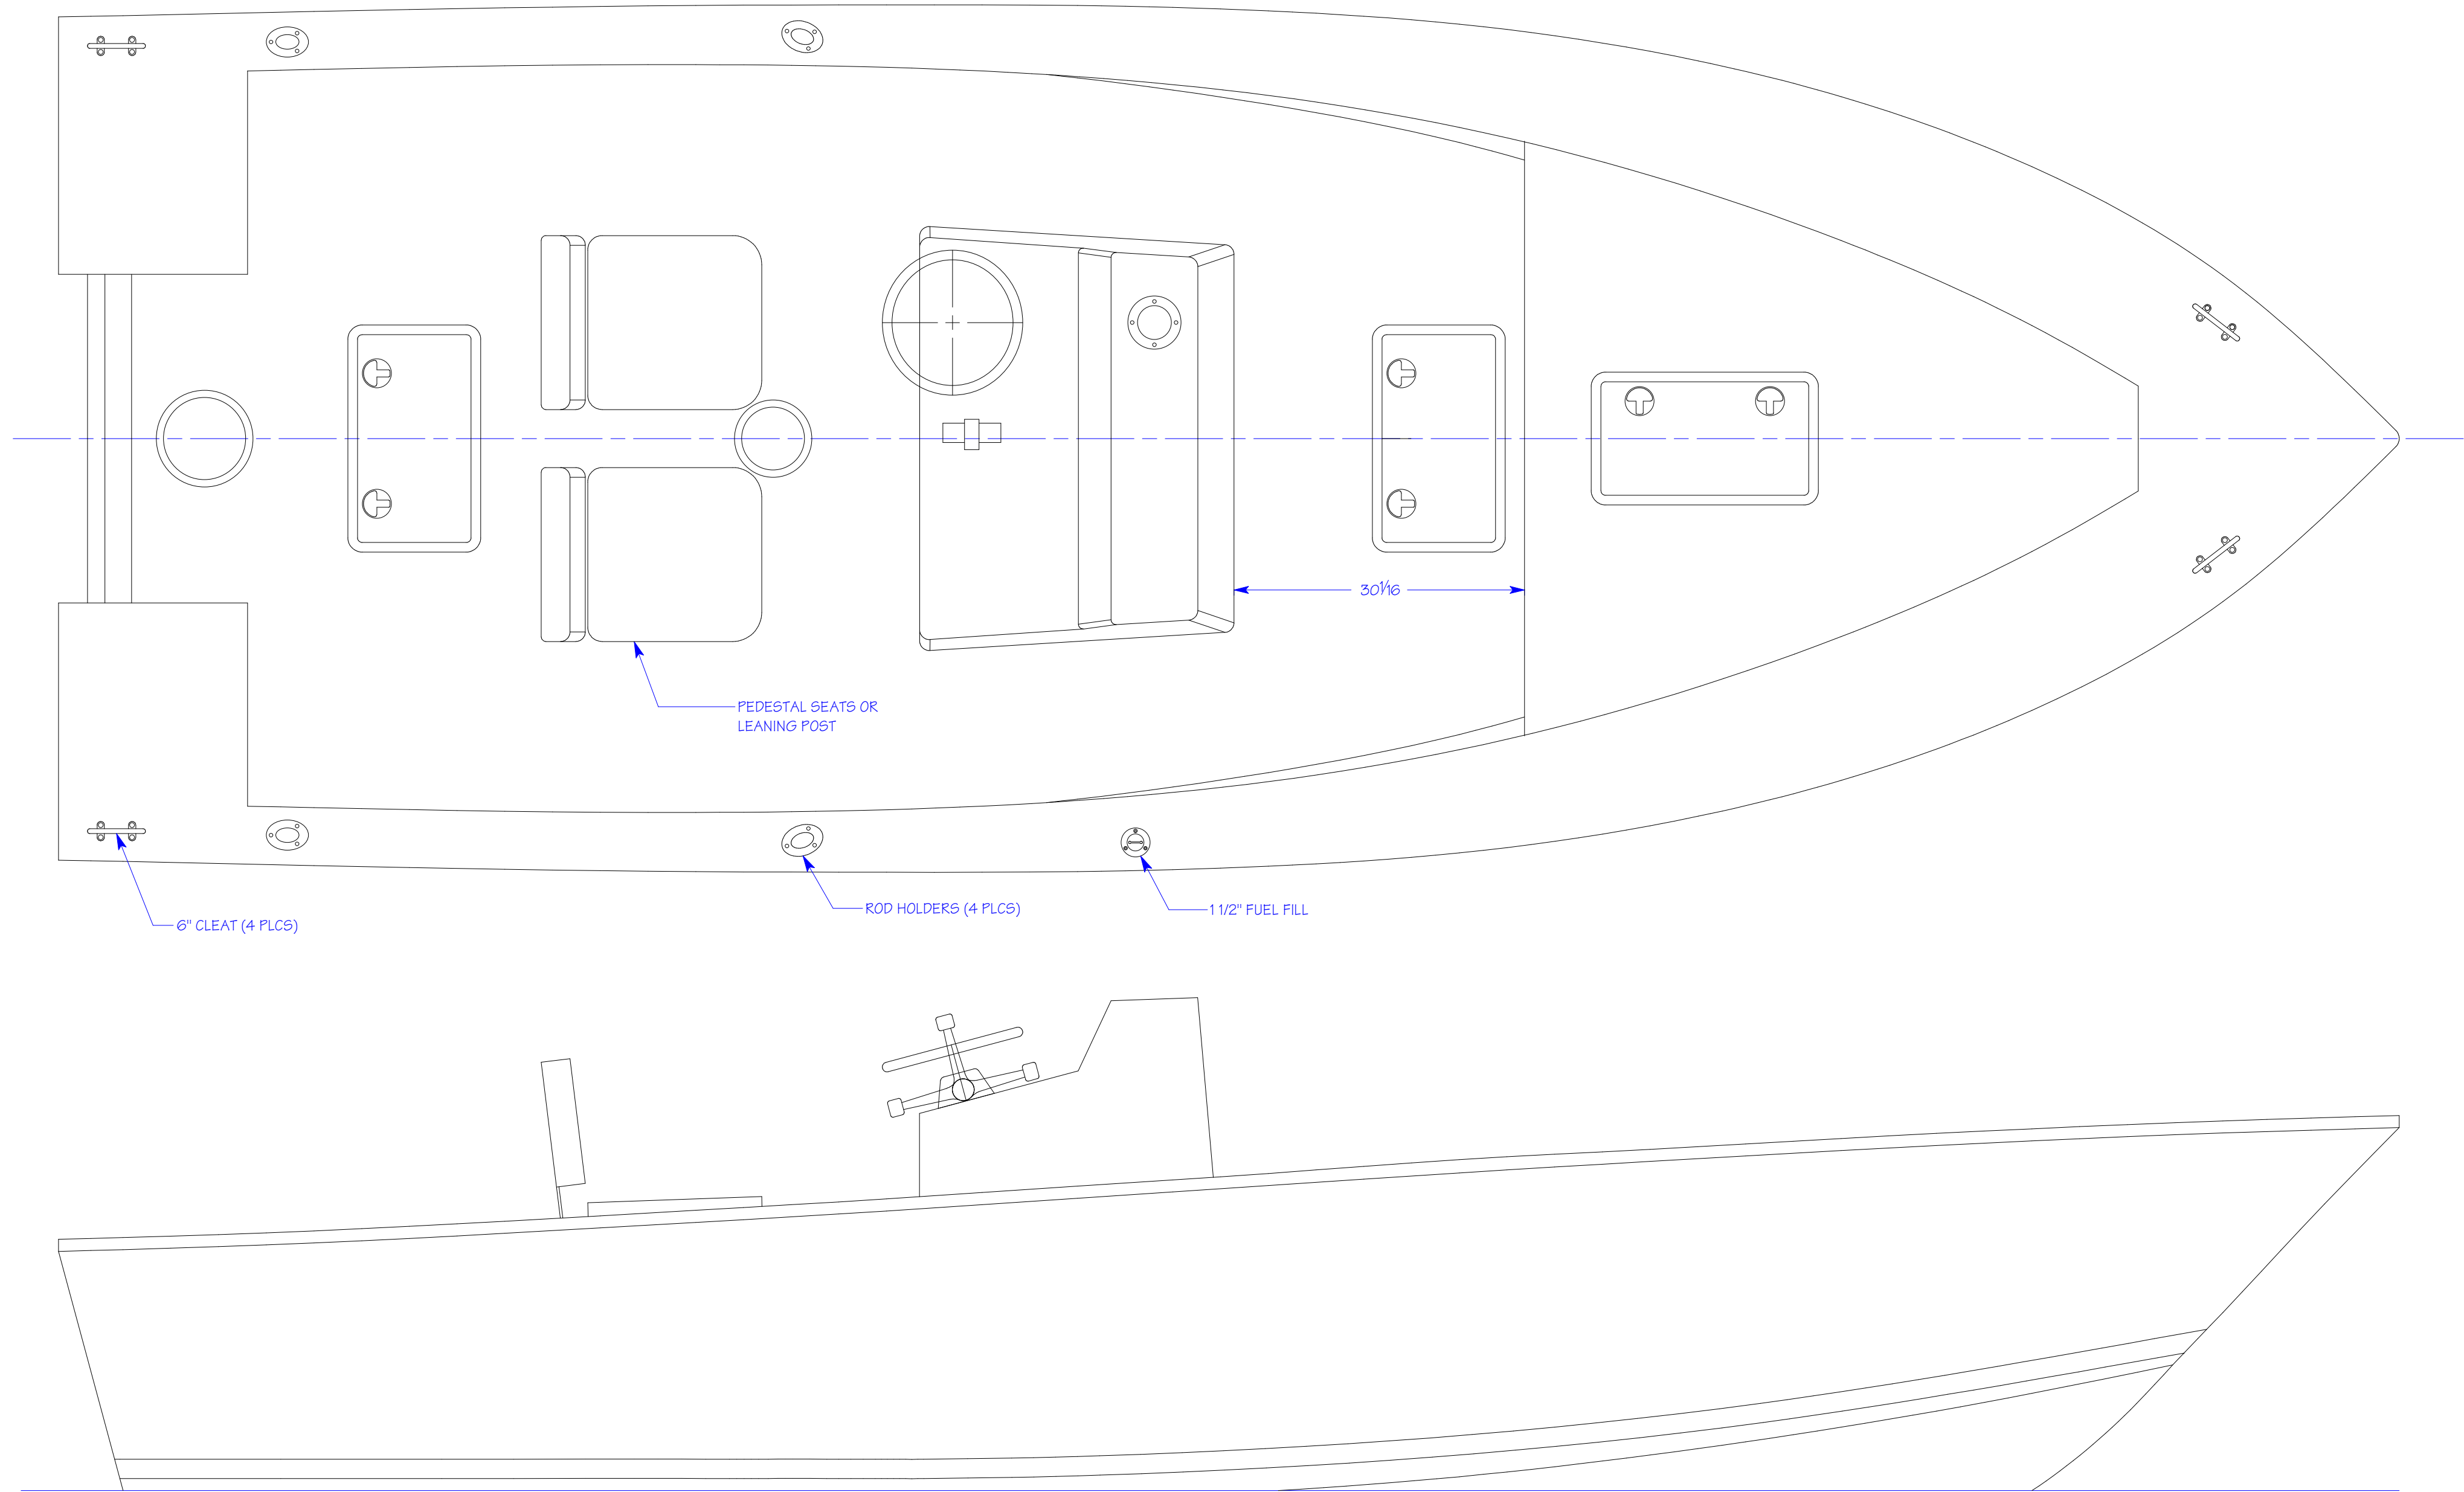 30 1/16
PEDESTAL SEATS OR
LEANING POST
ROD HOLDERS (4 PLCS)
1 1/2" FUEL FILL
6" CLEAT (4 PLCS)